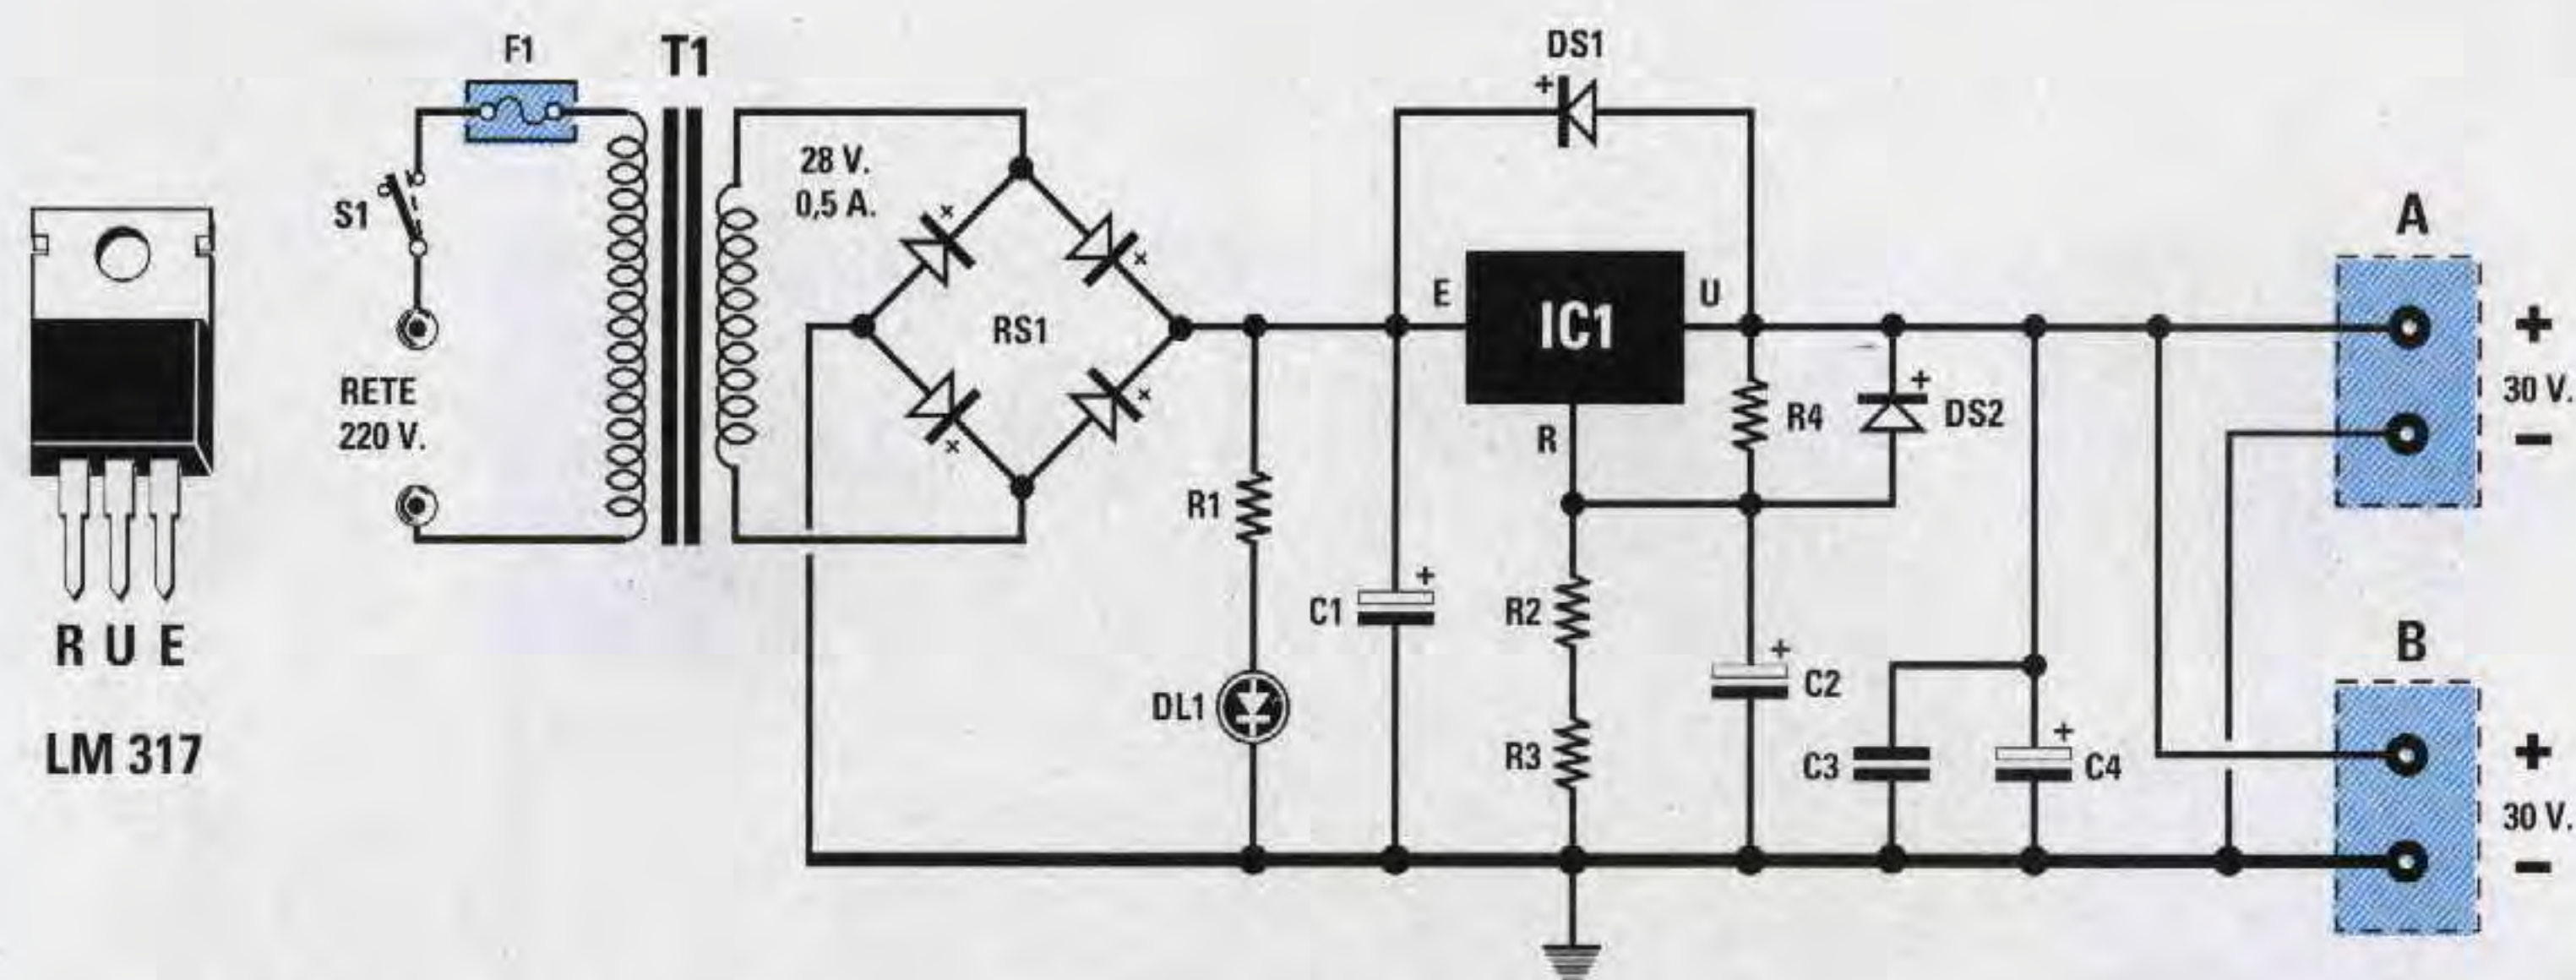 F1
T1
DS1
+
28 V.
0,5 A.
S1
A
E
U
IC1
RS1
+
30 V.
-
RETE
220 V.
R
R4
+
DS2
R1
C1
+
R2
R U E
B
+
C2
DL1
LM 317
R3
C3
+
C4
+
30 V.
-